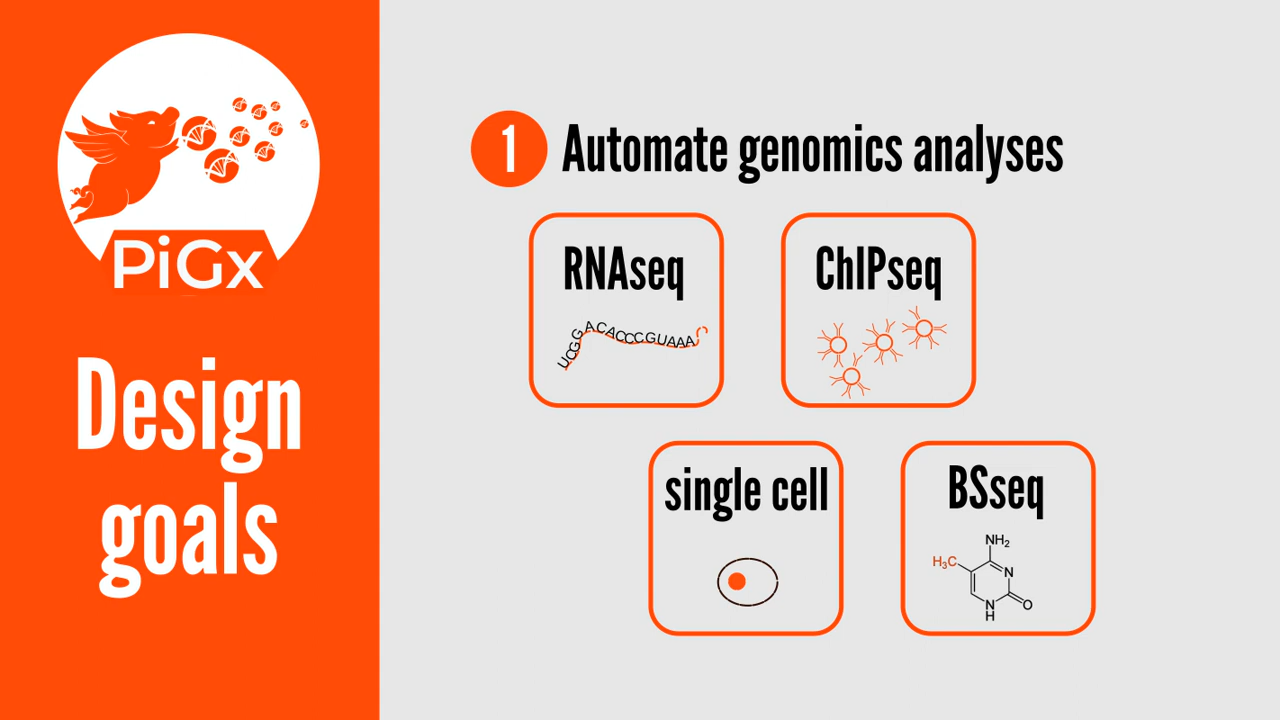 PiGx
Design
goals
1 Automate genomics analyses
RNAseq
UCGGACACCCGUAAA
ChIPseq
single cell
BSseq
NH2
H3C
N
N
H
O